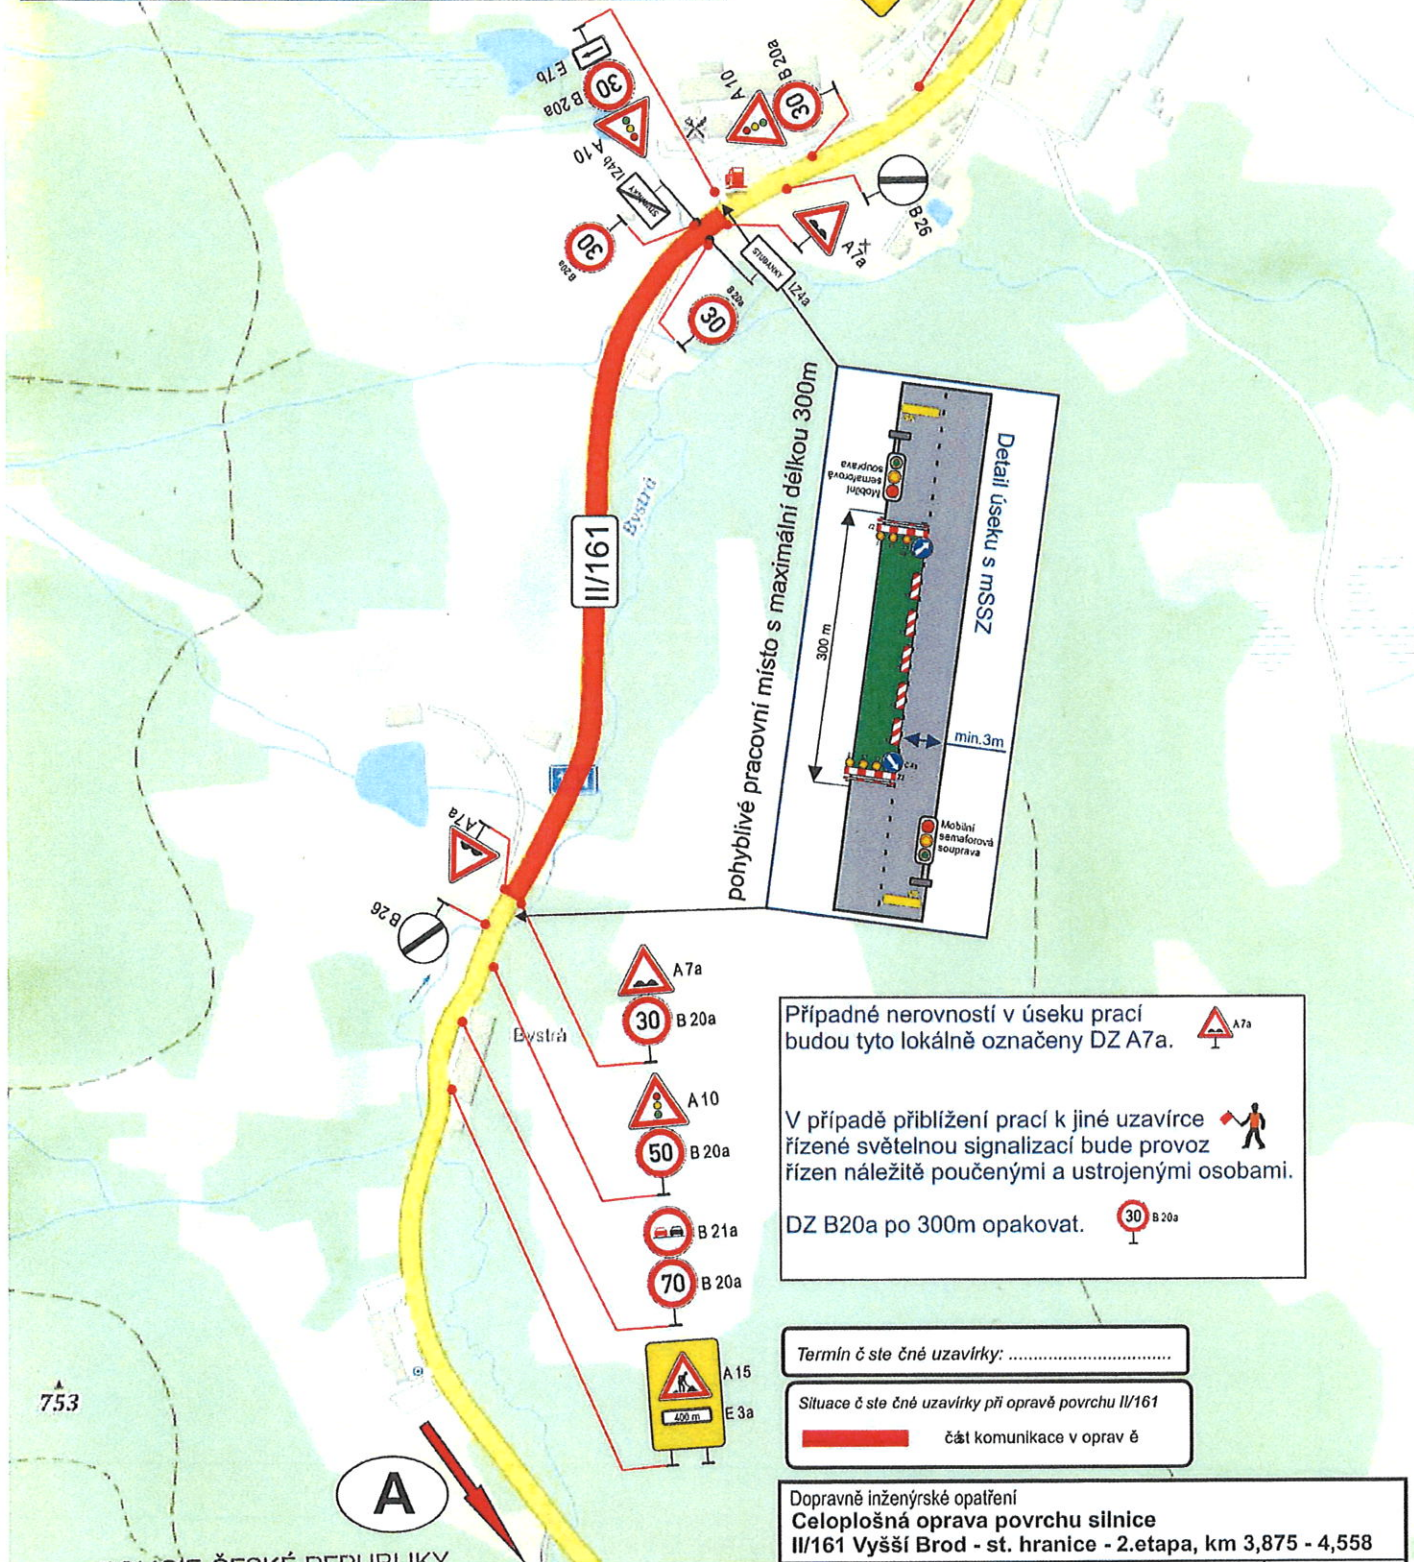 E7b
30
B 20a
A 10
A 10
30
B 20a
IZ4b
STUDÁNKY
30
B 20a
B 26
A 7a
STUDÁNKY
IZ4a
B 20a
30
pohyblivé pracovní místo s maximální délkou 300m
Detail úseku s mSSZ
Mobilní
semaforová
souprava
300 m
min.3m
Mobilní
semaforová
souprava
Bystrá
II/161
A7a
B 26
Bystrá
A 7a
30
B 20a
A 10
50
B 20a
B 21a
70
B 20a
A 15
400 m
E 3a
Případné nerovností v úseku prací
budou tyto lokálně označeny DZ A7a.
A7a
V případě přiblížení prací k jiné uzavírce
řízené světelnou signalizací bude provoz
řízen náležitě poučenými a ustrojenými osobami.
DZ B20a po 300m opakovat.
30
B 20a
Termín č ste čné uzavírky: ................................
Situace č ste čné uzavírky při opravě povrchu II/161
část komunikace v oprav ě
753
A
Dopravně inženýrské opatření
Celoplošná oprava povrchu silnice
II/161 Vyšší Brod - st. hranice - 2.etapa, km 3,875 - 4,558
ČESKÉ REPUBLIKY